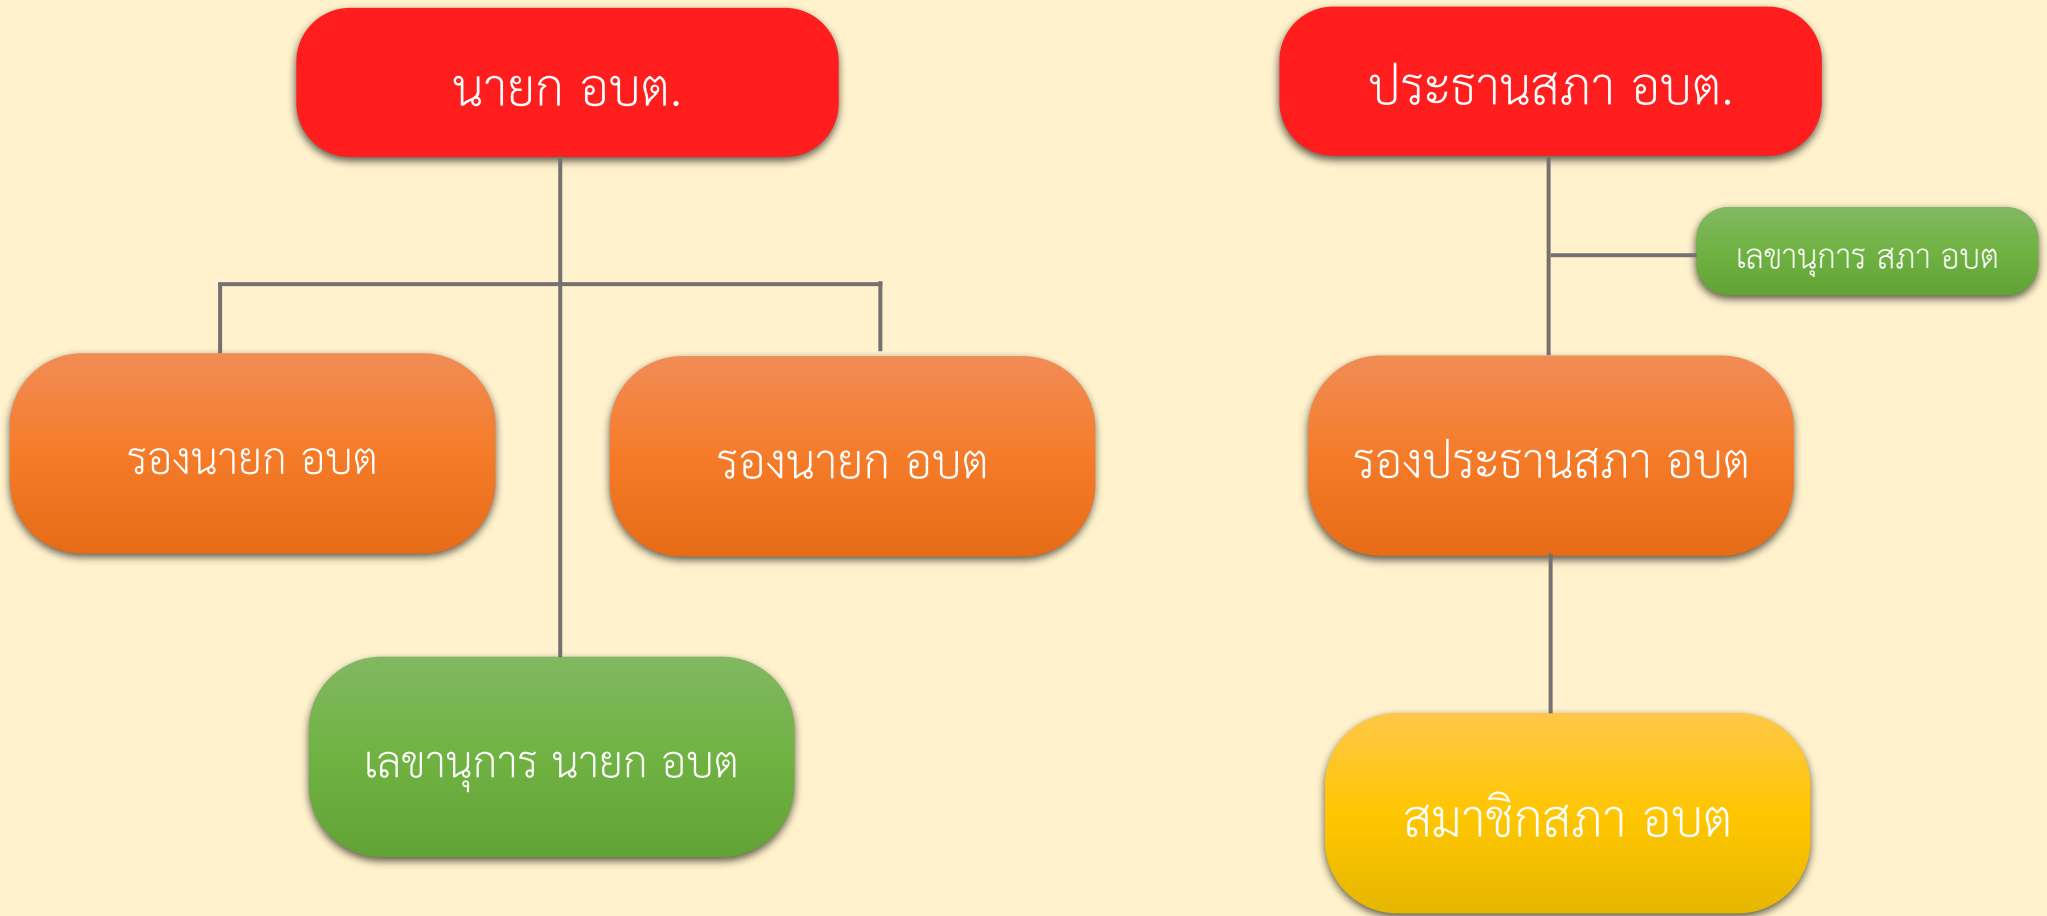 นายก อบต.
ประธานสภา อบต.
เลขานุการ สภา อบต
รองนายก อบต
รองนายก อบต
รองประธานสภา อบต
เลขานุการ นายก อบต
สมาชิกสภา อบต